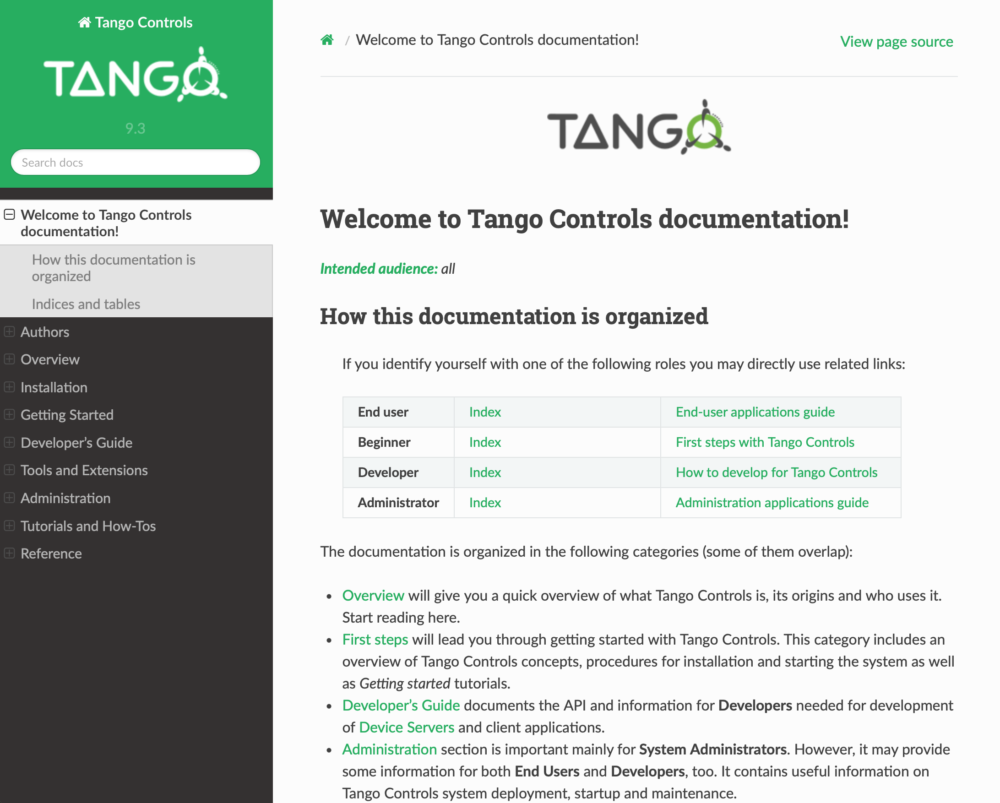 Tango Controls
TANGO
9.3
Search docs
Welcome to Tango Controls
documentation!
How this documentation is
organized
Indices and tables
Authors
Overview
Installation
Getting Started
Developer’s Guide
Tools and Extensions
Administration
Tutorials and How-Tos
Reference
/ Welcome to Tango Controls documentation!
View page source
TANGO
Welcome to Tango Controls documentation!
Intended audience: all
How this documentation is organized
If you identify yourself with one of the following roles you may directly use related links:
End user Index End-user applications guide
Beginner Index First steps with Tango Controls
Developer Index How to develop for Tango Controls
Administrator Index Administration applications guide
The documentation is organized in the following categories (some of them overlap):
• Overview will give you a quick overview of what Tango Controls is, its origins and who uses it.
Start reading here.
• First steps will lead you through getting started with Tango Controls. This category includes an
overview of Tango Controls concepts, procedures for installation and starting the system as well
as Getting started tutorials.
• Developer’s Guide documents the API and information for Developers needed for development
of Device Servers and client applications.
• Administration section is important mainly for System Administrators. However, it may provide
some information for both End Users and Developers, too. It contains useful information on
Tango Controls system deployment, startup and maintenance.